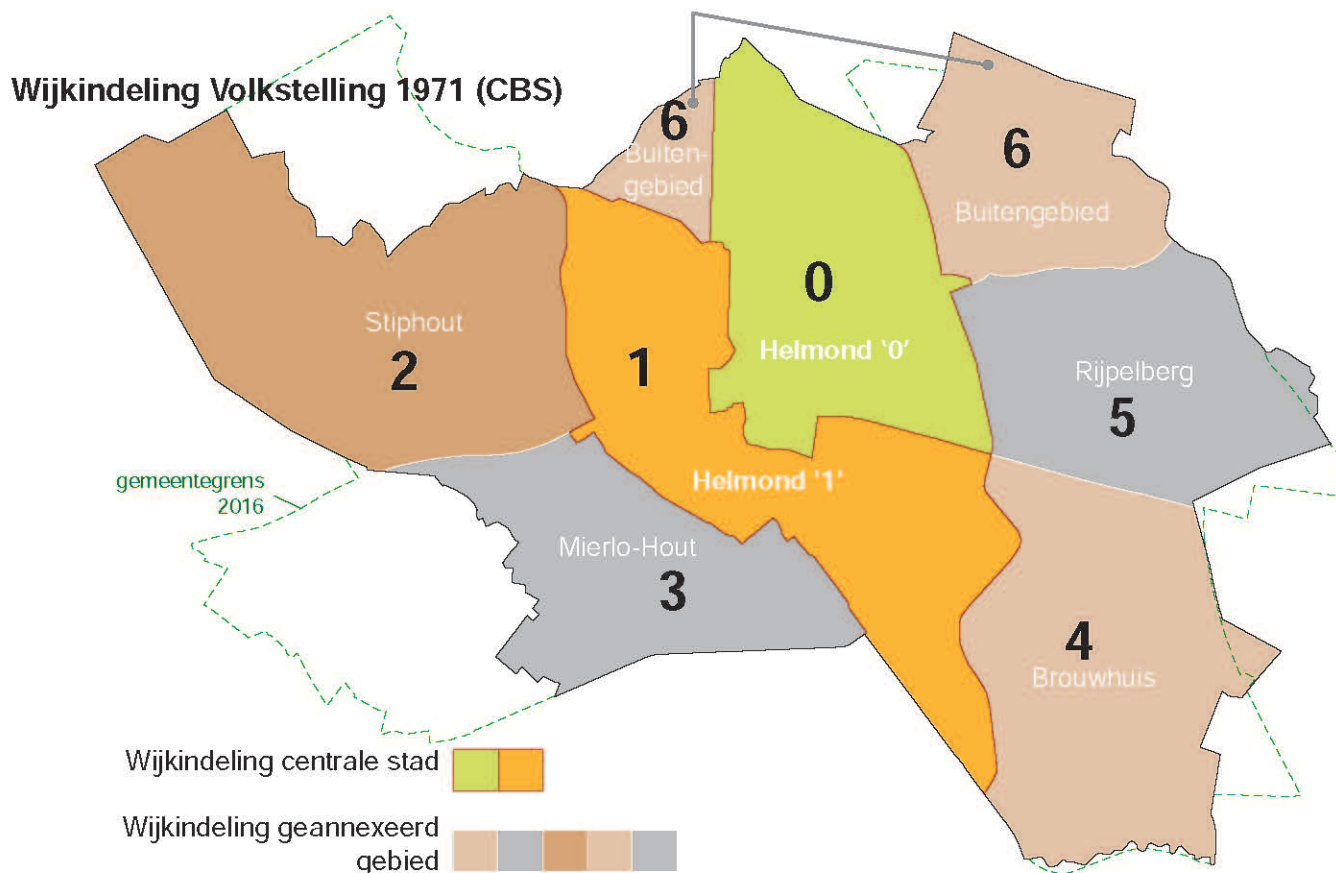 Wijkindeling Volkstelling 1971 (CBS)
6
Buiten-
gebied
6
Buitengebied
0
Helmond '0'
Stiphout
2
1
Rijpelberg
5
gemeentegrens
2016
Helmond '1'
Mierlo-Hout
3
4
Brouwhuis
Wijkindeling centrale stad
Wijkindeling geannexeerd
gebied